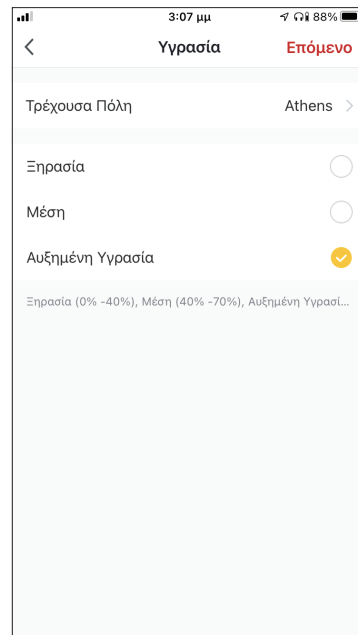 3:07 μμ 88%
Υγρασία Επόμενο
Τρέχουσα Πόλη Athens
Ξηρασία
Μέση
Αυξημένη Υγρασία
Ξηρασία (0% -40%), Μέση (40% -70%), Αυξημένη Υγρασί...